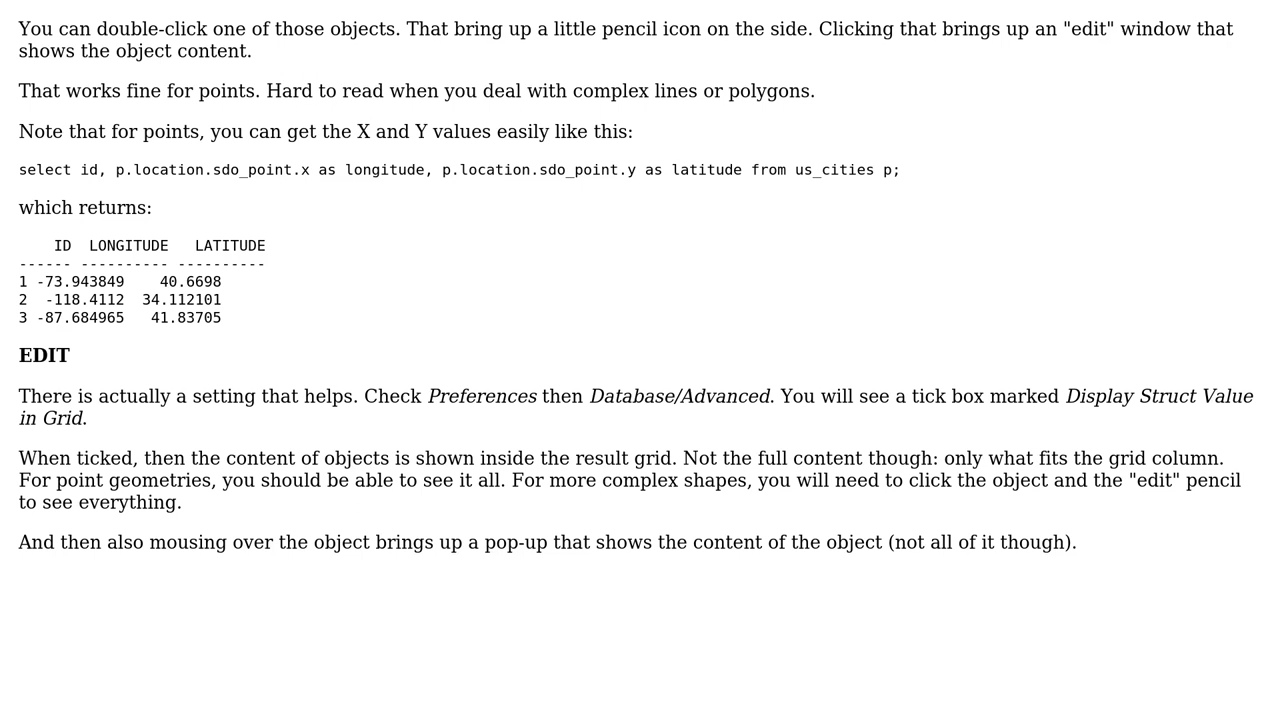 You can double-click one of those objects. That bring up a little pencil icon on the side. Clicking that brings up an "edit" window that
shows the object content.
That works fine for points. Hard to read when you deal with complex lines or polygons.
Note that for points, you can get the X and Y values easily like this:
select id, p.location.sdo_point.x as longitude, p.location.sdo_point.y as latitude from us_cities p;
which returns:
    ID  LONGITUDE   LATITUDE
------ ---------- ----------
1 -73.943849    40.6698
2  -118.4112  34.112101
3 -87.684965   41.83705
EDIT
There is actually a setting that helps. Check Preferences then Database/Advanced. You will see a tick box marked Display Struct Value
in Grid.
When ticked, then the content of objects is shown inside the result grid. Not the full content though: only what fits the grid column.
For point geometries, you should be able to see it all. For more complex shapes, you will need to click the object and the "edit" pencil
to see everything.
And then also mousing over the object brings up a pop-up that shows the content of the object (not all of it though).